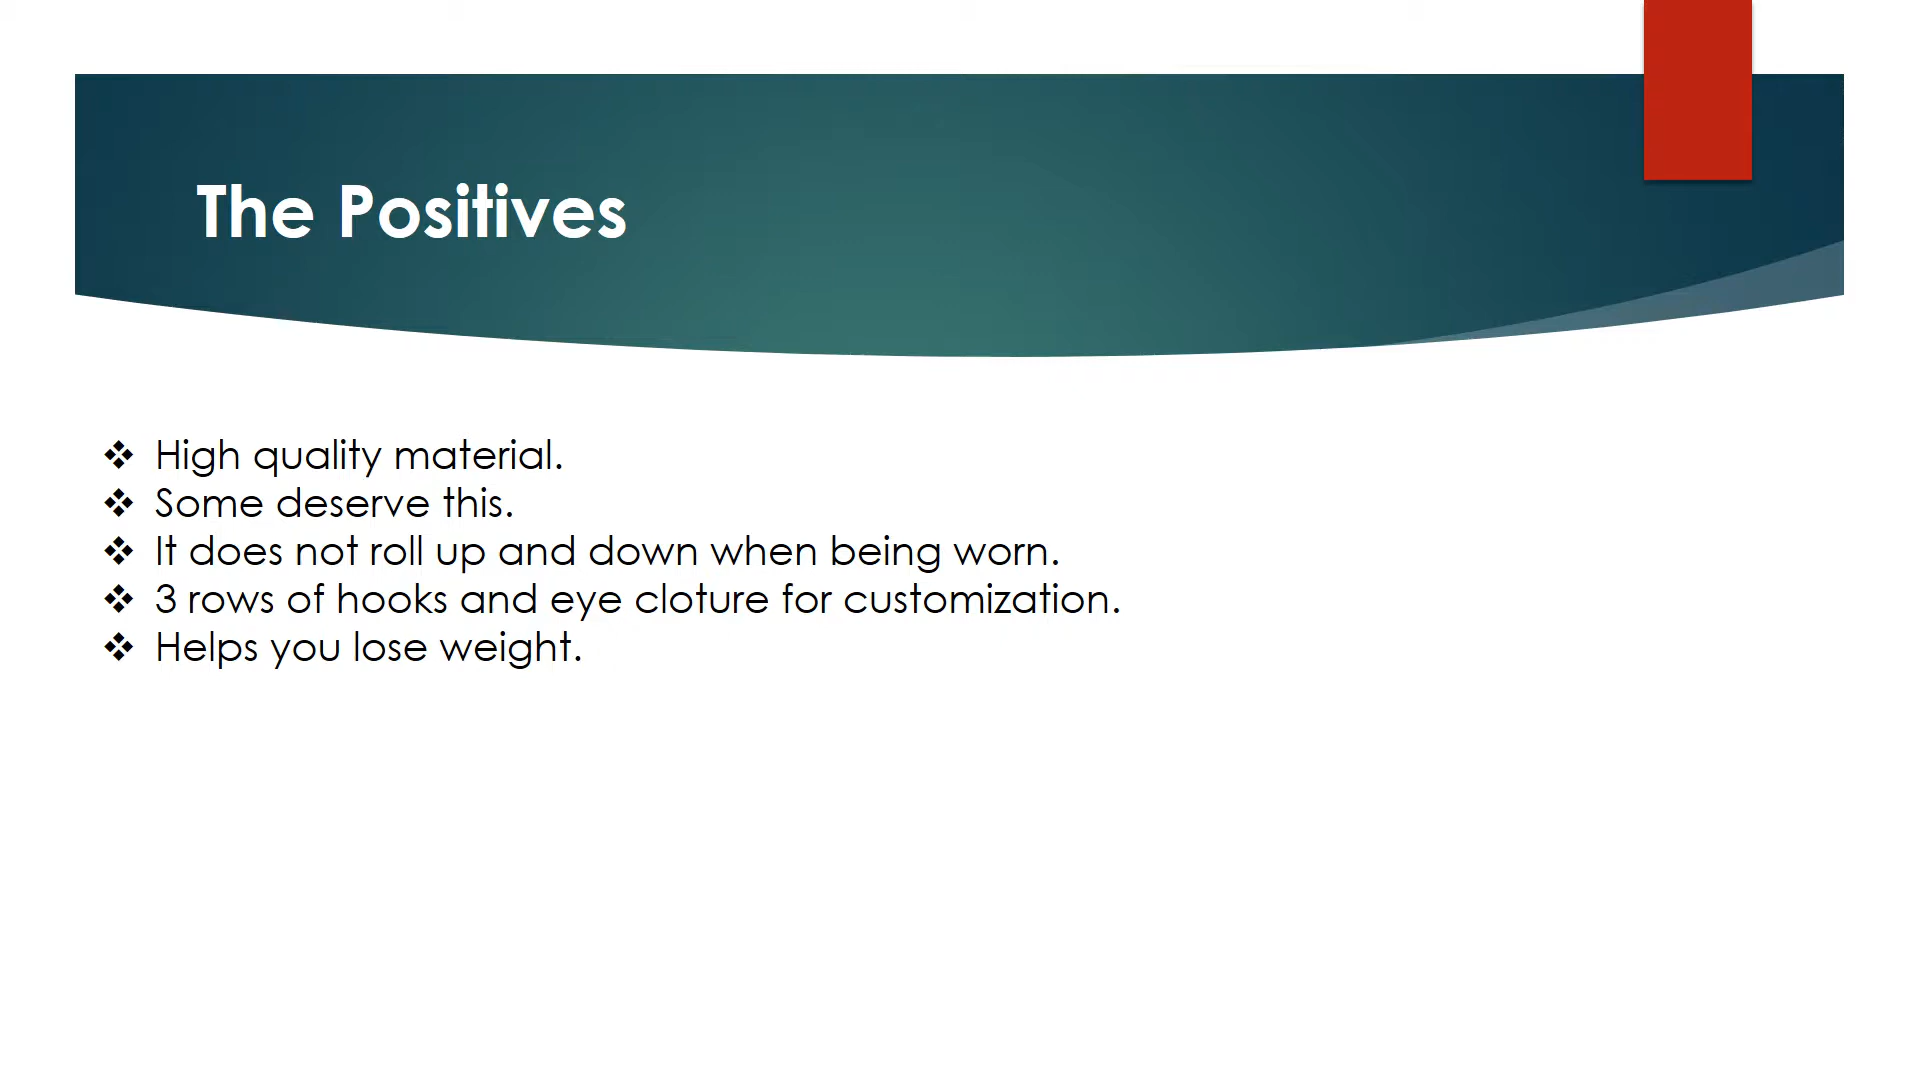 The Positives
❖ High quality material.
❖ Some deserve this.
❖ It does not roll up and down when being worn.
❖ 3 rows of hooks and eye cloture for customization.
❖ Helps you lose weight.